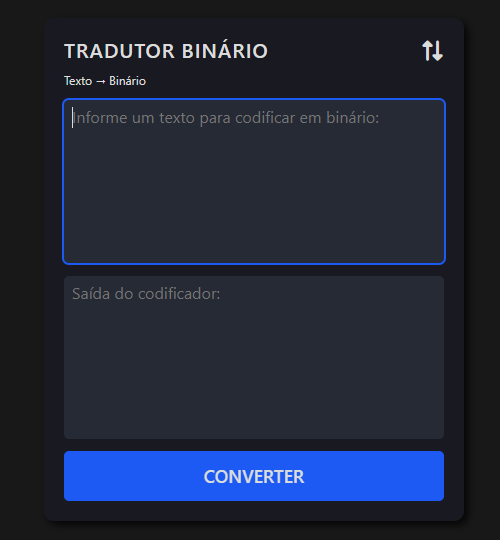 TRADUTOR BINÁRIO
Texto → Binário
Informe um texto para codificar em binário:
Saída do codificador:
CONVERTER